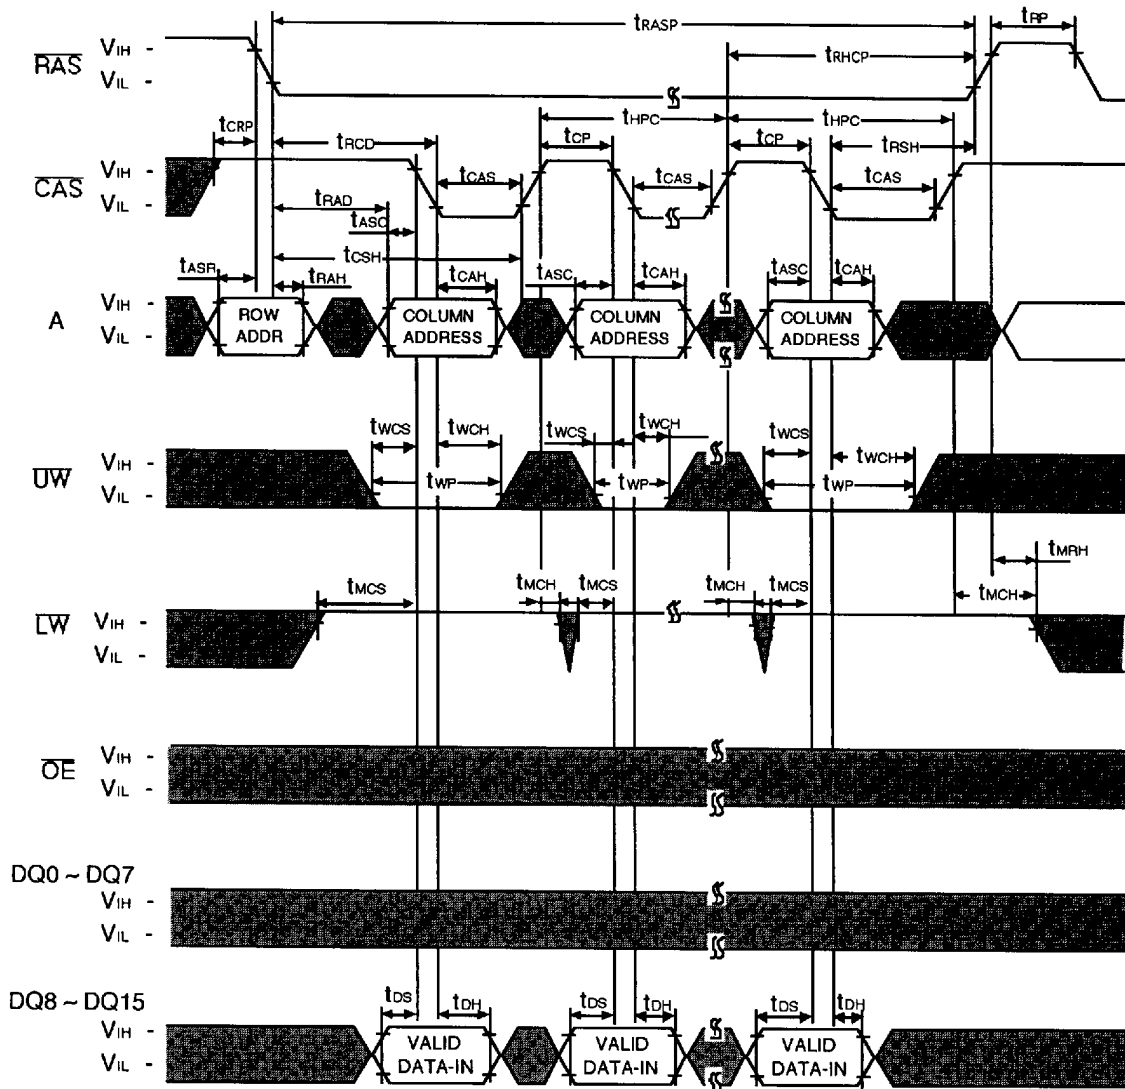 tRASP tRP
RAS VIH -
VIL -
tRHCP
tCRP tRCD tHPC tHPC
tCP tCP tRSH
CAS VIH -
VIL -
tCAS tCAS tCAS
tRAD
tASC
tCSH
tASR tRAH tCAH tASC tCAH tASC tCAH
A VIH -
VIL -
ROW ADDR
COLUMN ADDRESS
COLUMN ADDRESS
COLUMN ADDRESS
tWCS tWCH tWCS tWCH tWCS tWCH
UW VIH -
VIL -
tWP tWP tWP
tMRH
tMCS tMCH tMCS tMCH tMCS tMCH
LW VIH -
VIL -
OE VIH -
VIL -
DQ0 ~ DQ7
VIH -
VIL -
DQ8 ~ DQ15
tDS tDH tDS tDH tDS tDH
VIH -
VIL -
VALID DATA-IN
VALID DATA-IN
VALID DATA-IN